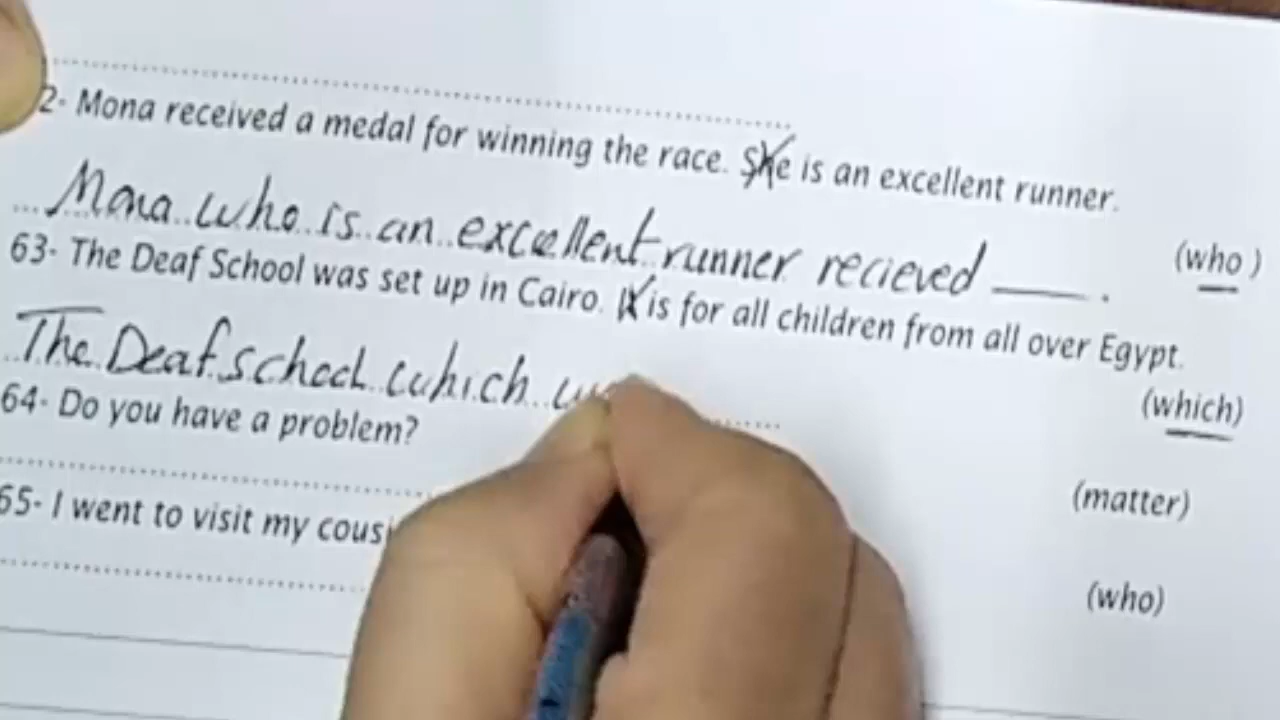 2- Mona received a medal for winning the race. She is an excellent runner.
Mona who is an excellent runner recieved ——. (who)
63- The Deaf School was set up in Cairo. It is for all children from all over Egypt.
The Deaf school which (which)
64- Do you have a problem?
(matter)
65- I went to visit my
(who)